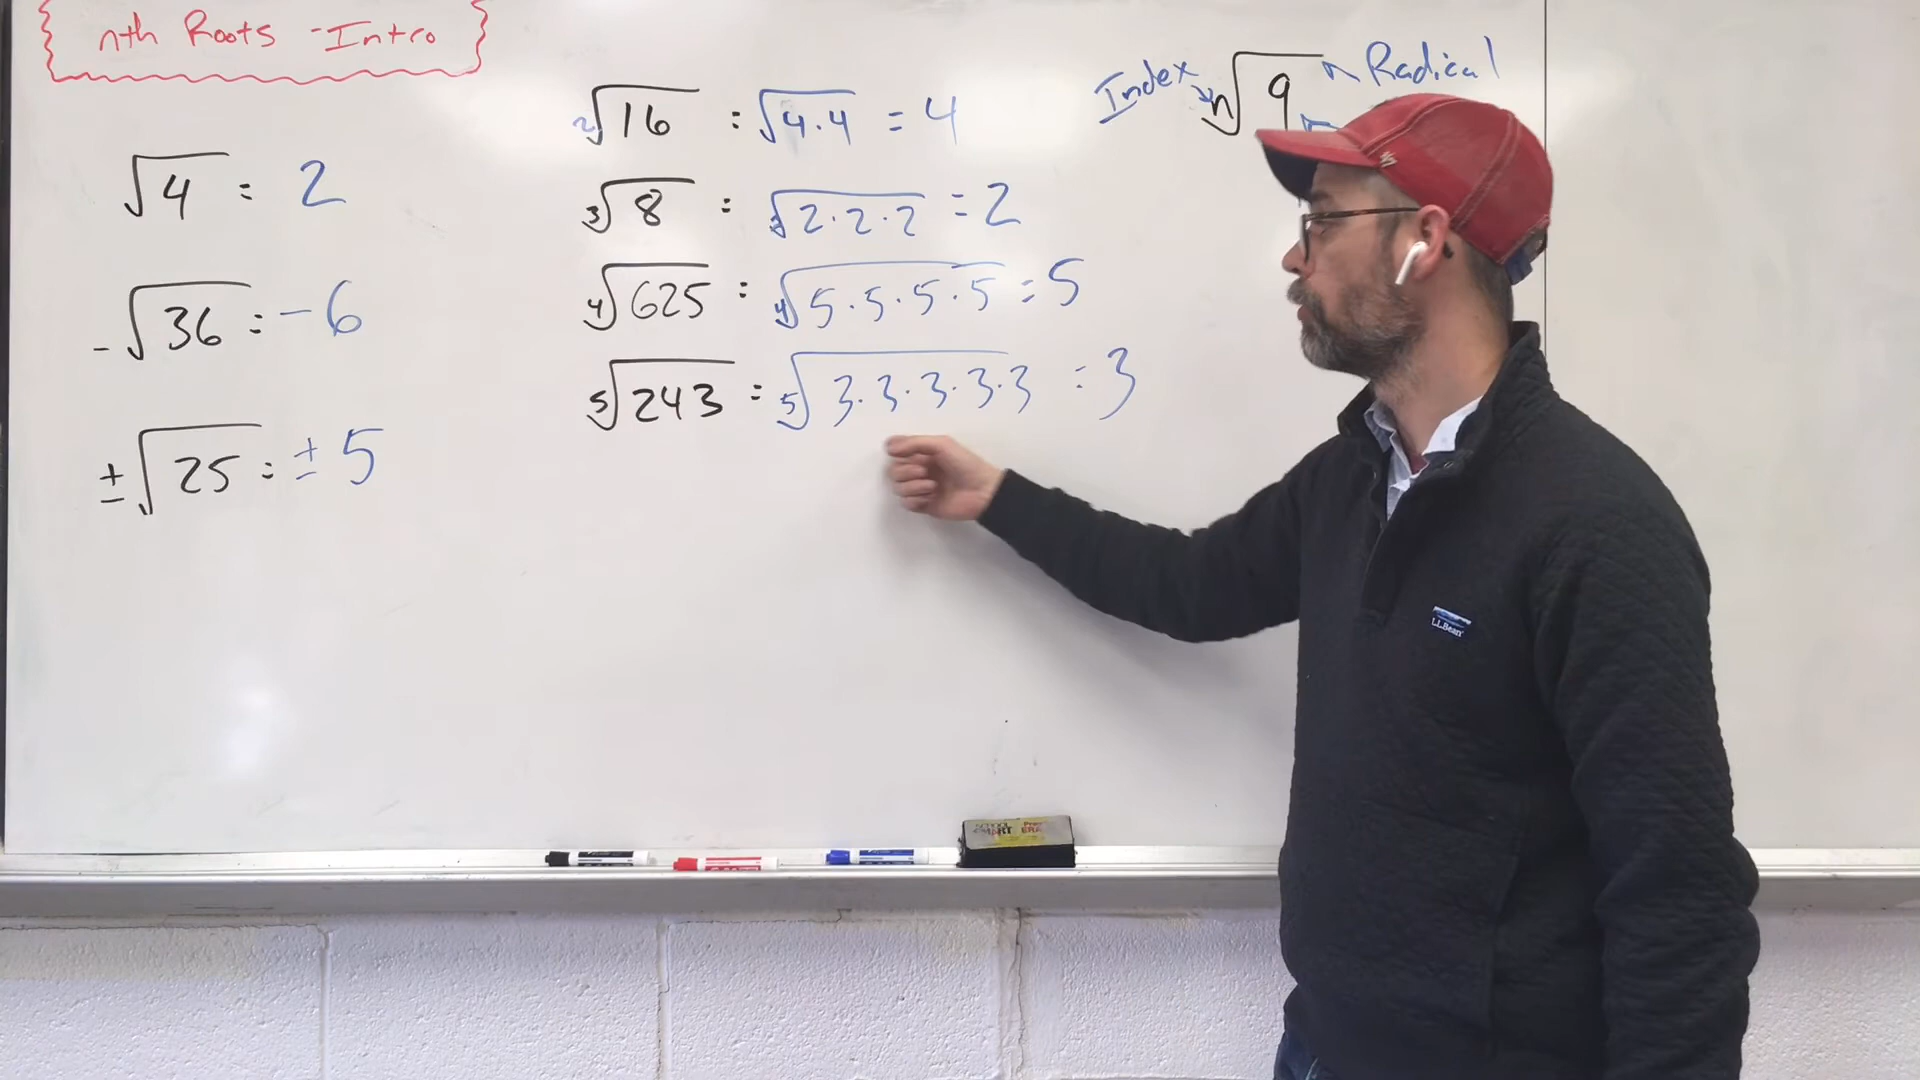 nth Roots - Intro
√4 = 2
-√36 = -6
±√25 = ±5
²√16 = √4·4 = 4
³√8 = ³√2·2·2 = 2
⁴√625 = ⁴√5·5·5·5 = 5
⁵√243 = ⁵√3·3·3·3·3 = 3
Index
ⁿ√9
Radical
L.L.Bean